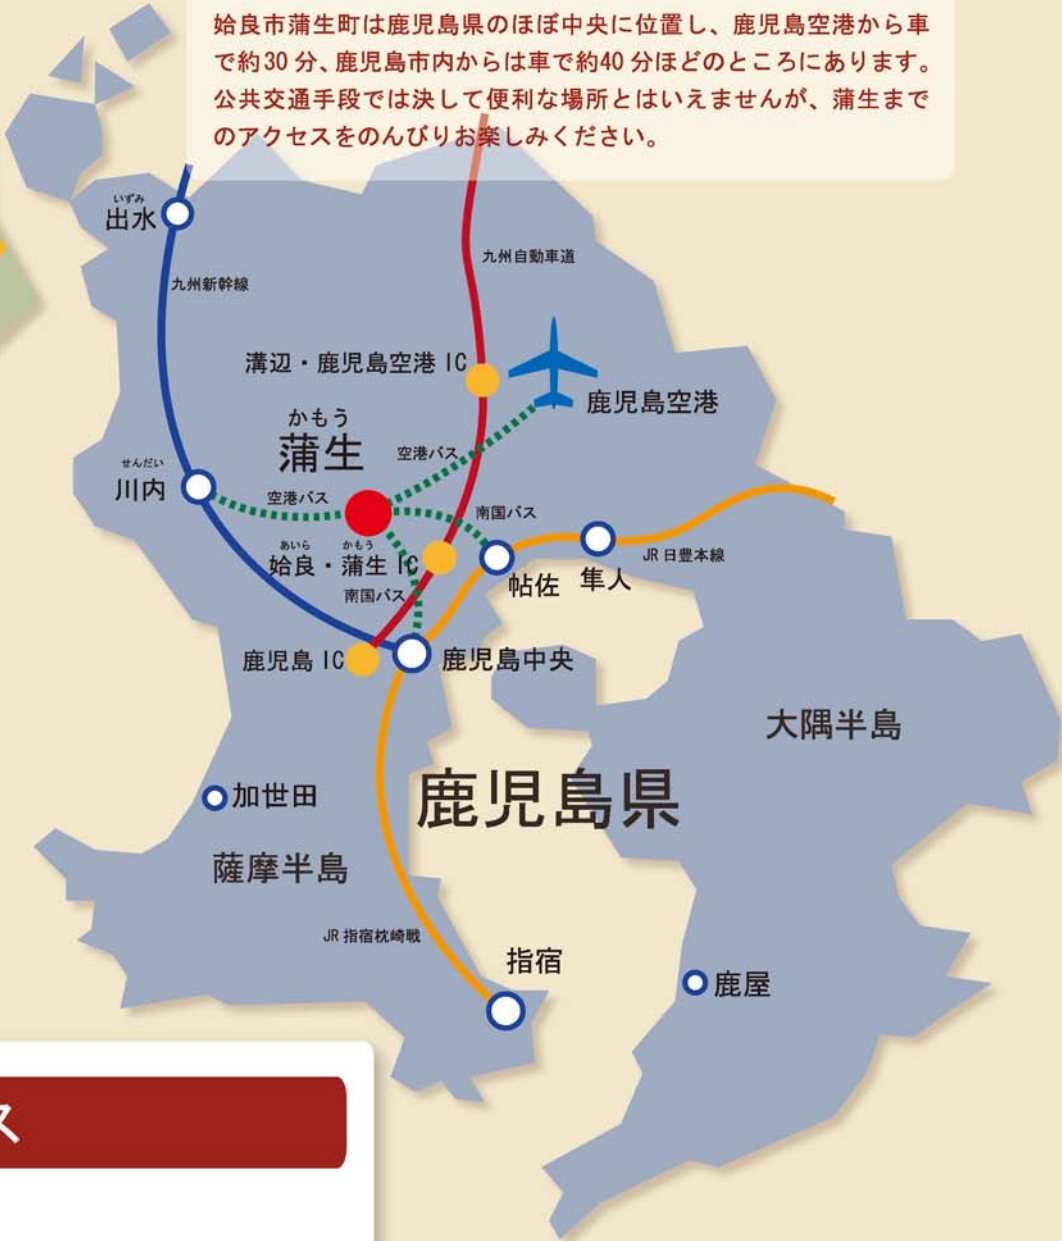 姶良市蒲生町は鹿児島県のほぼ中央に位置し、鹿児島空港から車
で約30分、鹿児島市内からは車で約40分ほどのところにあります。
公共交通手段では決して便利な場所とはいえませんが、蒲生まで
のアクセスをのんびりお楽しみください。
いずみ
出水
九州自動車道
九州新幹線
溝辺・鹿児島空港 IC
鹿児島空港
かもう
蒲生
空港バス
せんだい
川内
空港バス
南国バス
あいら かもう
姶良・蒲生 IC
JR 日豊本線
帖佐
隼人
南国バス
鹿児島 IC
鹿児島中央
大隅半島
鹿児島県
加世田
薩摩半島
JR 指宿枕崎戦
指宿
鹿屋
ス